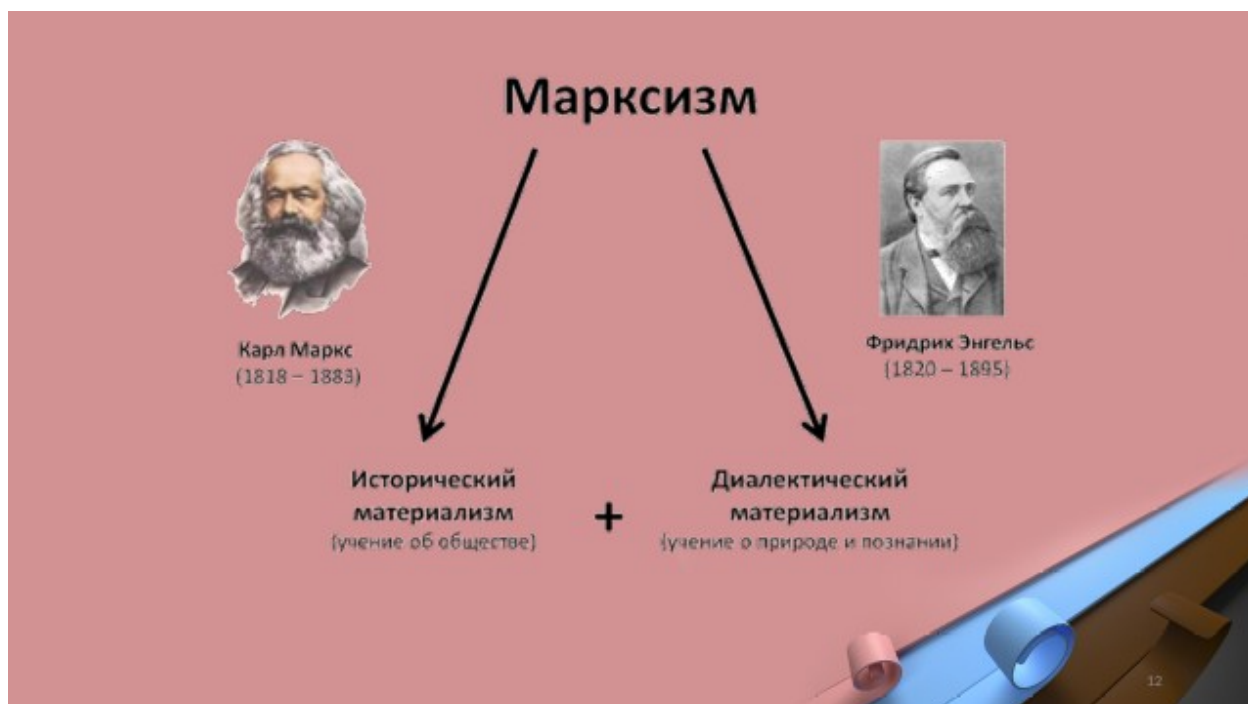 Марксизм
Карл Маркс
(1818 – 1883)
Фридрих Энгельс
(1820 – 1895)
Исторический
материализм
(учение об обществе)
+
Диалектический
материализм
(учение о природе и познании)
12